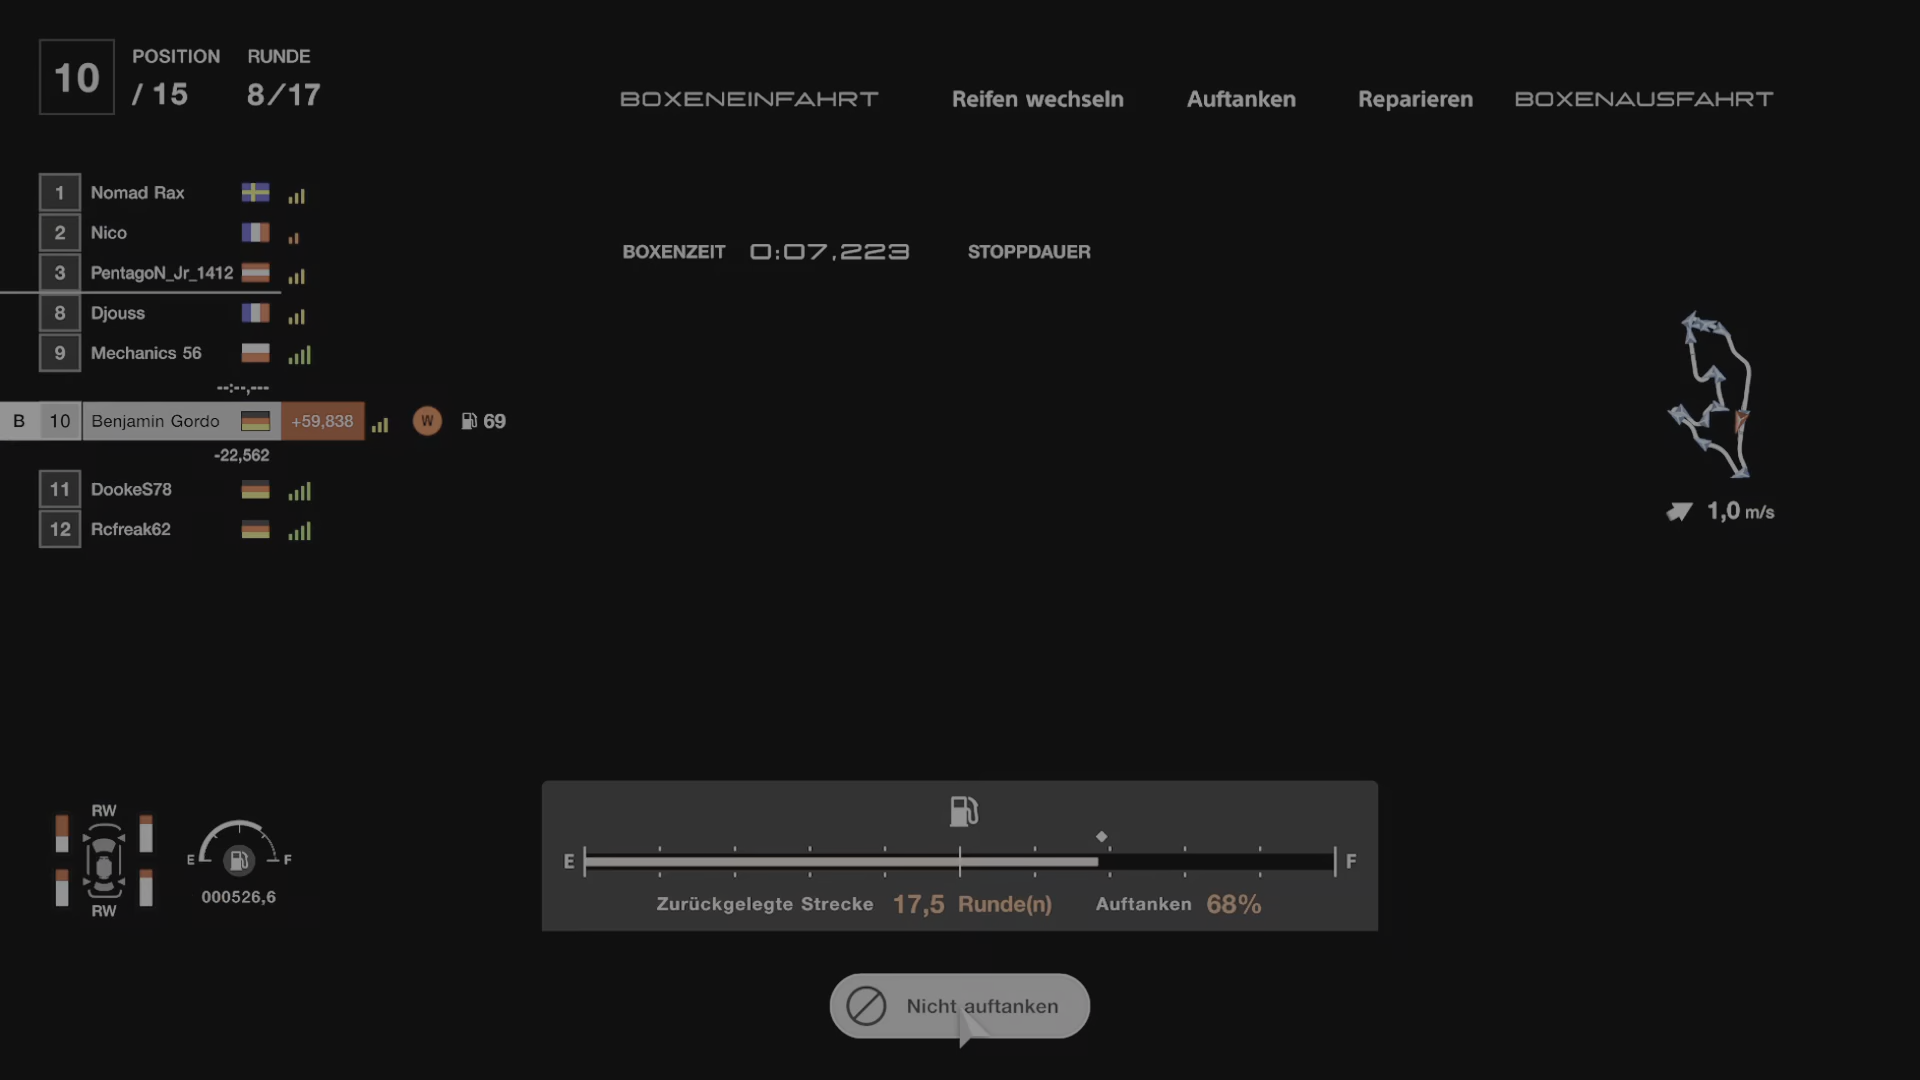 10
POSITION
/ 15
RUNDE
8/17
BOXENEINFAHRT
Reifen wechseln
Auftanken
Reparieren
BOXENAUSFAHRT
1 Nomad Rax
2 Nico
3 PentagoN_Jr_1412
8 Djouss
9 Mechanics 56
--:--,---
B 10 Benjamin Gordo +59,838 W 69
-22,562
11 DookeS78
12 Rcfreak62
BOXENZEIT 0:07,223 STOPPDAUER
1,0 m/s
RW
RW
E F
000526,6
E F
Zurückgelegte Strecke 17,5 Runde(n) Auftanken 68%
Nicht auftanken